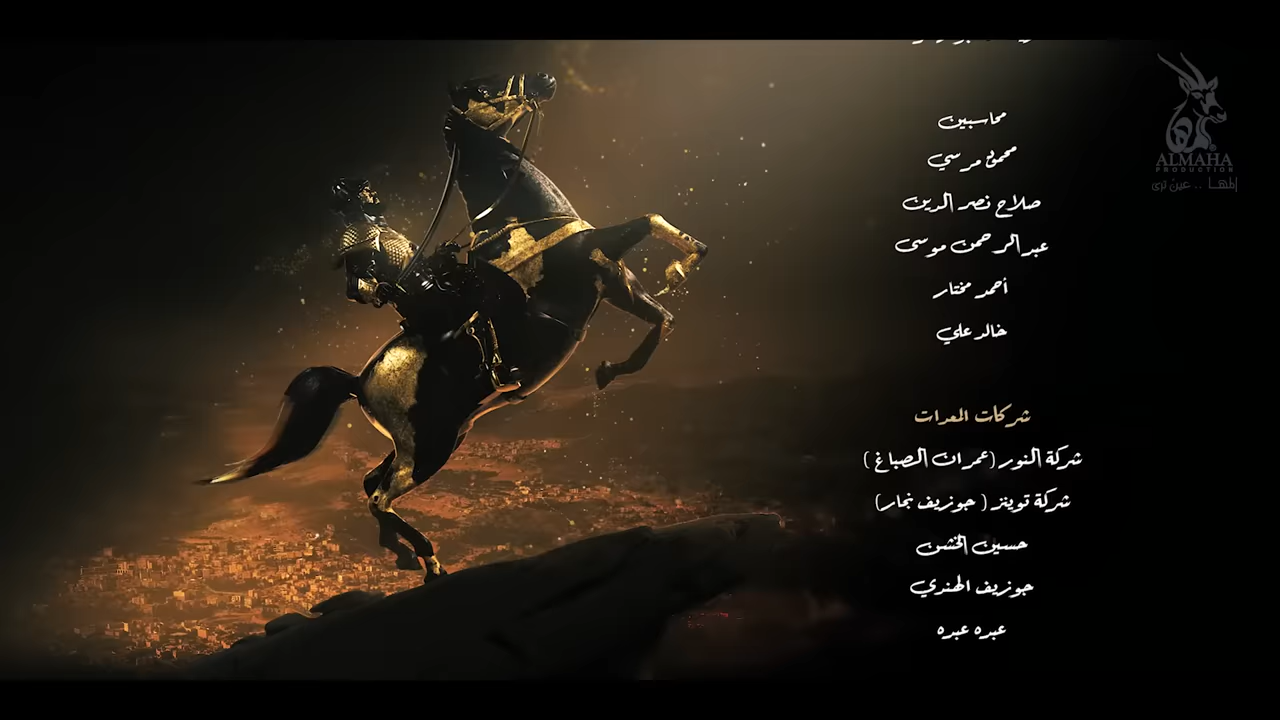 محاسبين
محمود مرسي
صلاح نصر الدين
عبد الرحمن موسى
أحمد مختار
خالد علي
شركات المعدات
شركة النور (عمران الصباغ )
شركة توينز ( جوزيف نجار)
حسين الخشن
جوزيف الهندي
عبده عبده
ALMAHA
PRODUCTION
المها .. عين ترى